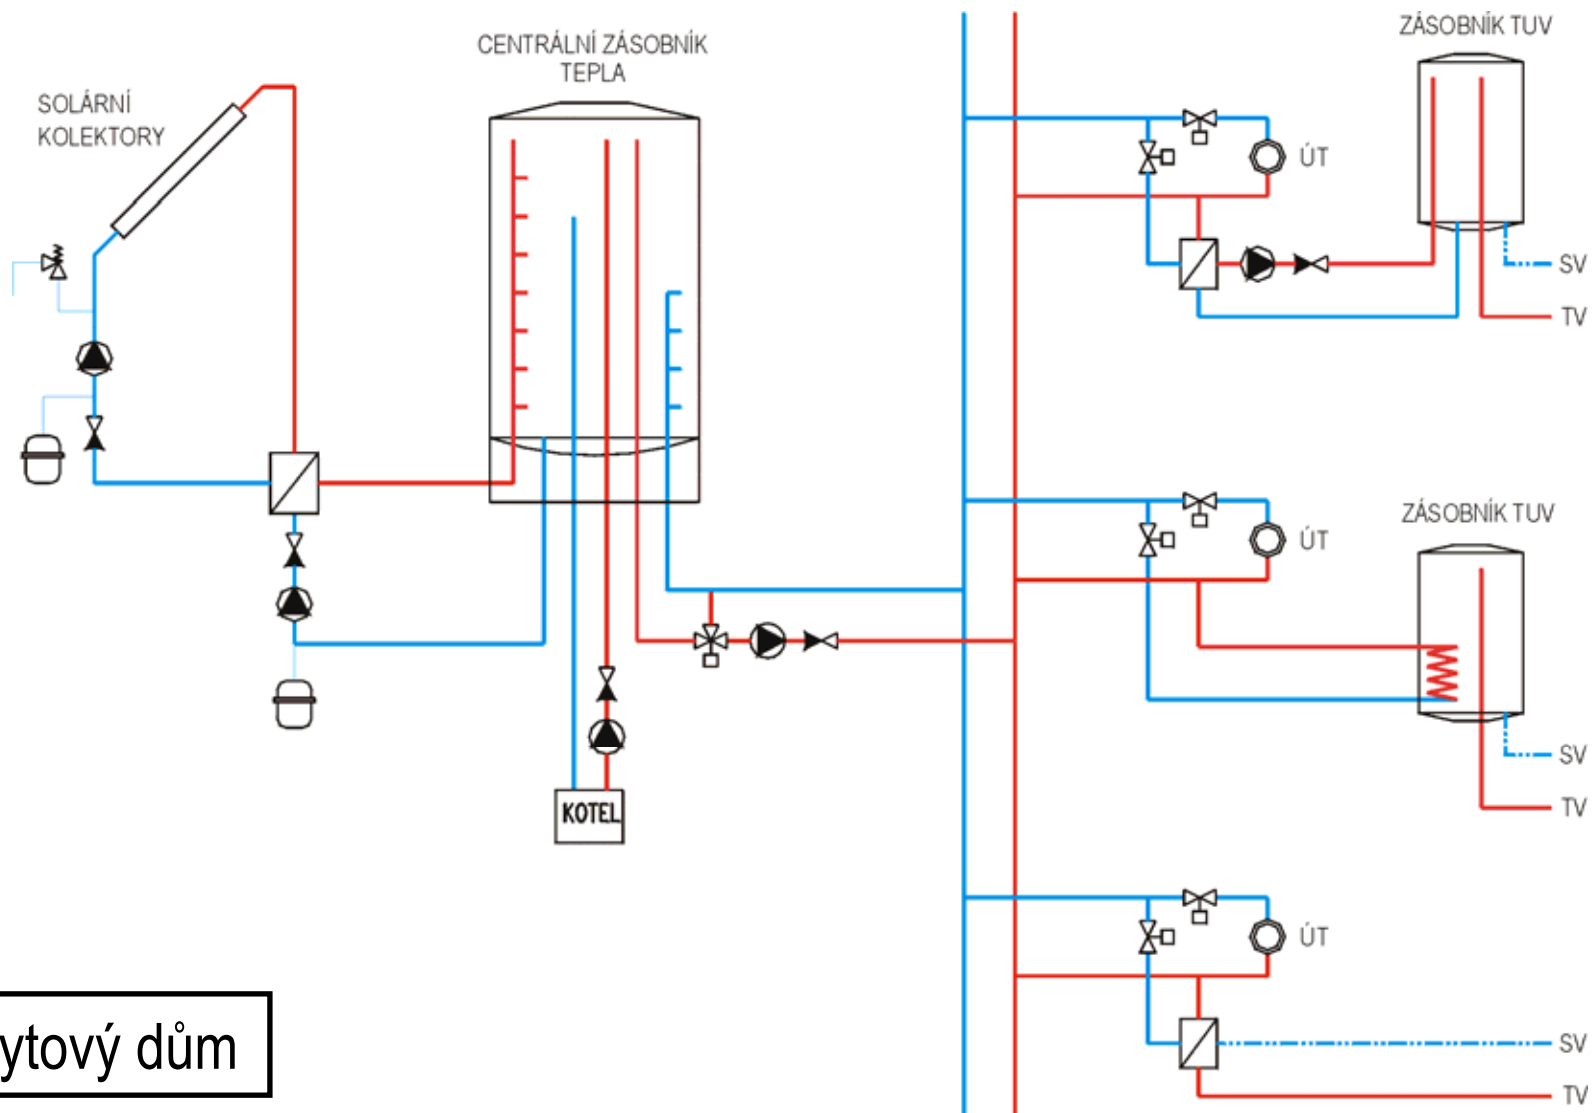 CENTRÁLNÍ ZÁSOBNÍK
TEPLA
SOLÁRNÍ
KOLEKTORY
KOTEL
ZÁSOBNÍK TUV
ÚT
SV
TV
ZÁSOBNÍK TUV
ÚT
SV
TV
ÚT
SV
TV
ytový dům